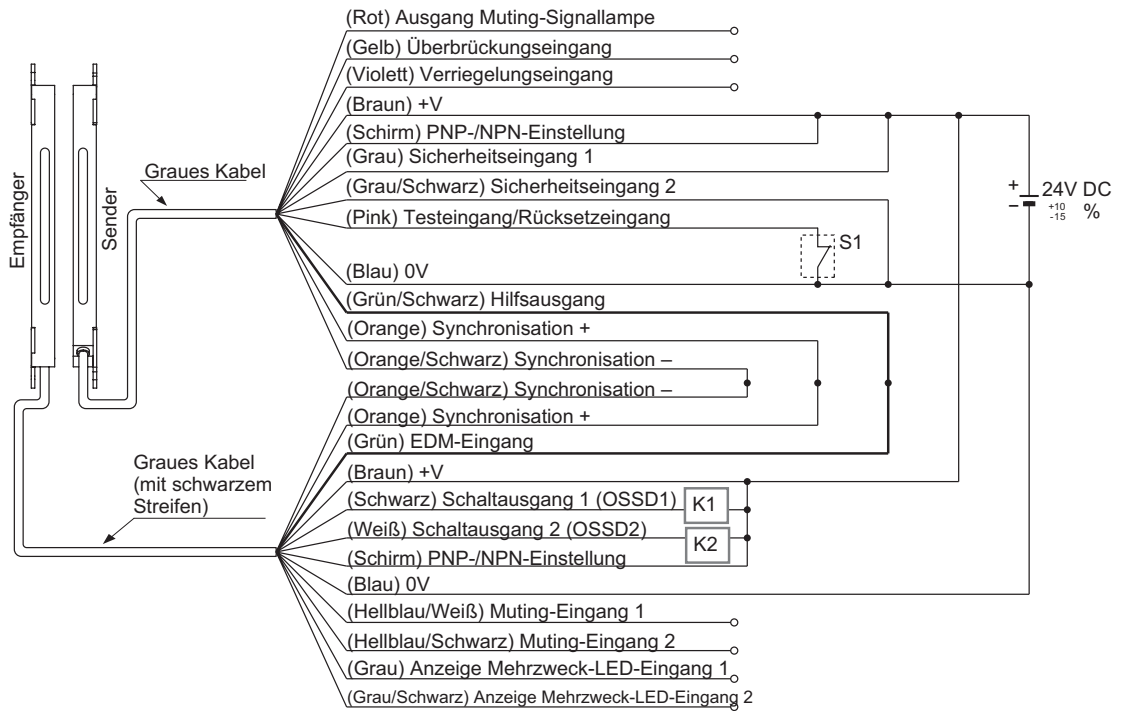 (Rot) Ausgang Muting-Signallampe
(Gelb) Überbrückungseingang
(Violett) Verriegelungseingang
(Braun) +V
(Schirm) PNP-/NPN-Einstellung
(Grau) Sicherheitseingang 1
(Grau/Schwarz) Sicherheitseingang 2
(Pink) Testeingang/Rücksetzeingang
(Blau) 0V
(Grün/Schwarz) Hilfsausgang
(Orange) Synchronisation +
(Orange/Schwarz) Synchronisation –
(Orange/Schwarz) Synchronisation –
(Orange) Synchronisation +
(Grün) EDM-Eingang
(Braun) +V
(Schwarz) Schaltausgang 1 (OSSD1)
K1
(Weiß) Schaltausgang 2 (OSSD2)
K2
(Schirm) PNP-/NPN-Einstellung
(Blau) 0V
(Hellblau/Weiß) Muting-Eingang 1
(Hellblau/Schwarz) Muting-Eingang 2
(Grau) Anzeige Mehrzweck-LED-Eingang 1
(Grau/Schwarz) Anzeige Mehrzweck-LED-Eingang 2
Empfänger
Sender
Graues Kabel
Graues Kabel
(mit schwarzem
Streifen)
S1
+
–
24V DC
+10
-15 %